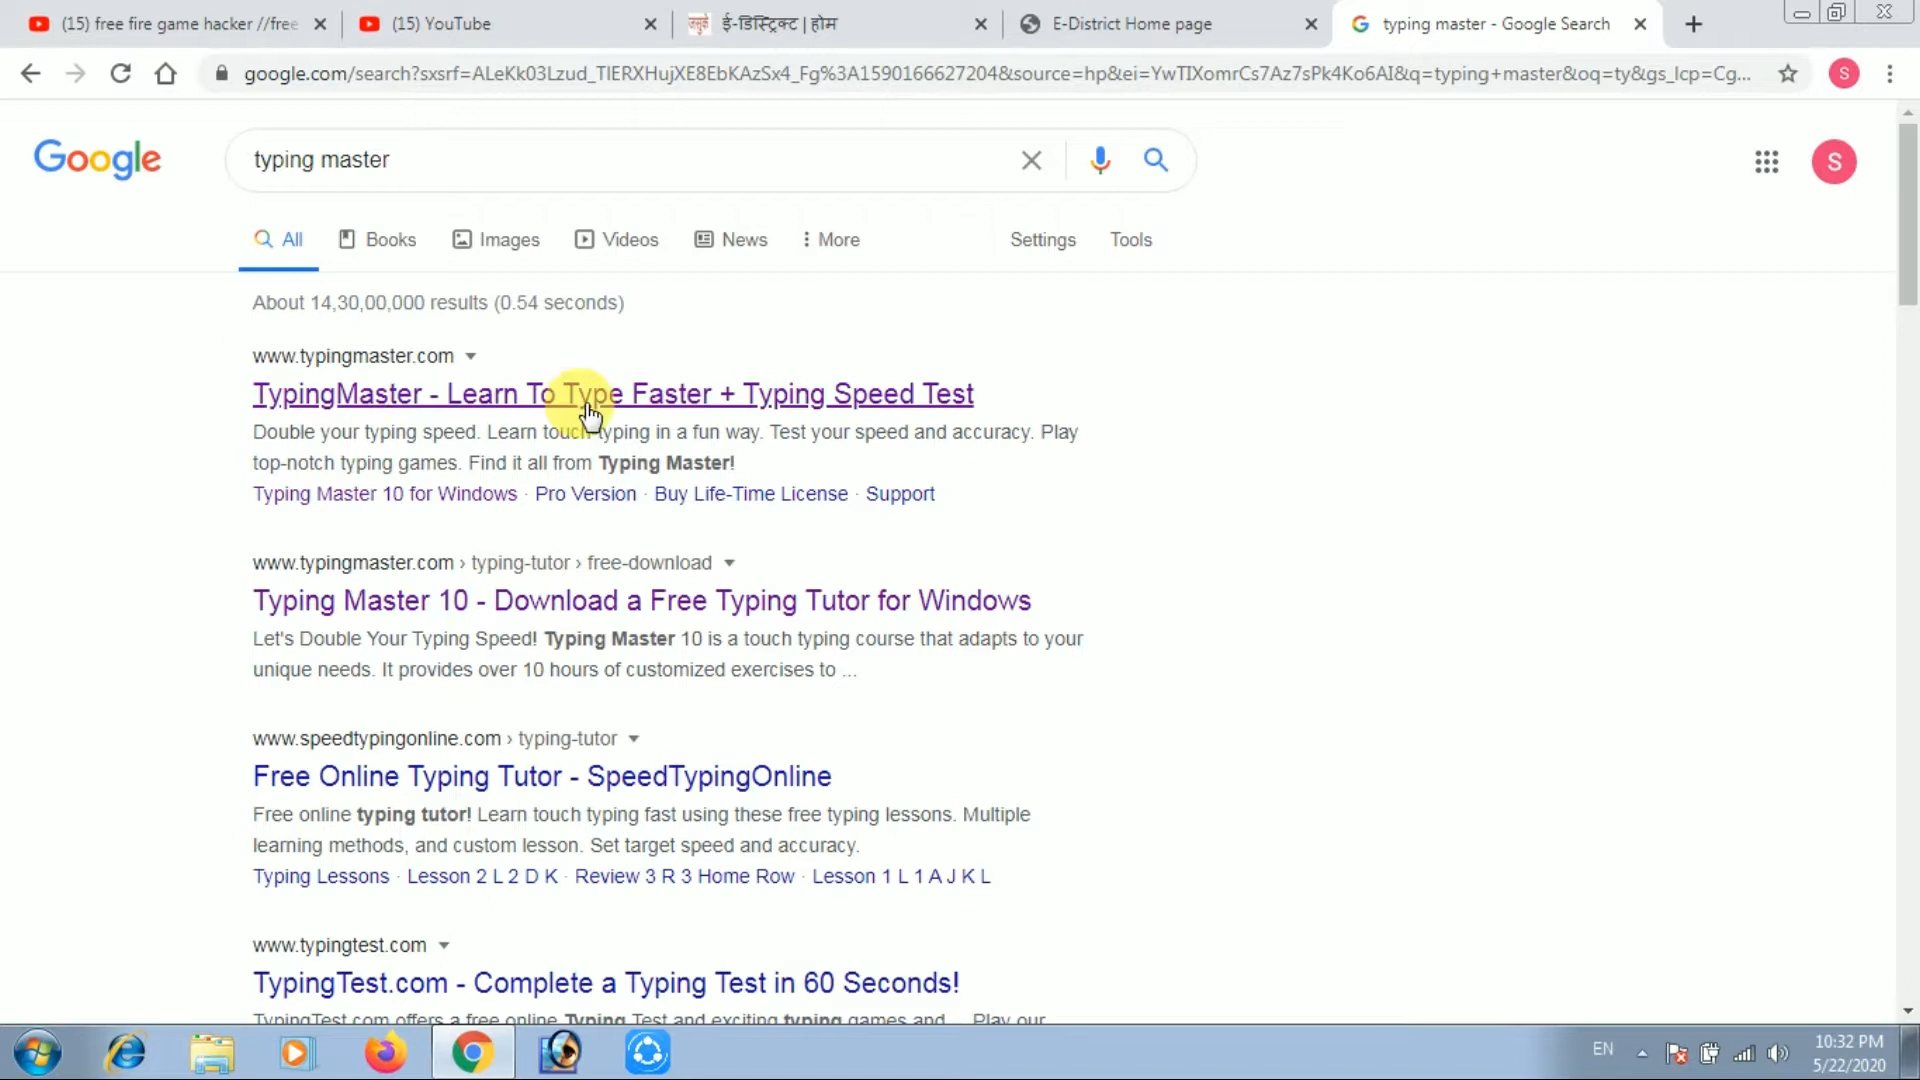 (15) free fire game hacker //free
(15) YouTube
ई-डिस्ट्रिक्ट | होम
E-District Home page
typing master - Google Search
google.com/search?sxsrf=ALeKk03Lzud_TlERXHujXE8EbKAzSx4_Fg%3A1590166627204&source=hp&ei=YwTIXomrCs7Az7sPk4Ko6AI&q=typing+master&oq=ty&gs_lcp=Cg...
S
Google
typing master
S
All
Books
Images
Videos
News
More
Settings
Tools
About 14,30,00,000 results (0.54 seconds)
www.typingmaster.com
TypingMaster - Learn To Type Faster + Typing Speed Test
Double your typing speed. Learn touch typing in a fun way. Test your speed and accuracy. Play
top-notch typing games. Find it all from Typing Master!
Typing Master 10 for Windows · Pro Version · Buy Life-Time License · Support
www.typingmaster.com › typing-tutor › free-download
Typing Master 10 - Download a Free Typing Tutor for Windows
Let's Double Your Typing Speed! Typing Master 10 is a touch typing course that adapts to your
unique needs. It provides over 10 hours of customized exercises to ...
www.speedtypingonline.com › typing-tutor
Free Online Typing Tutor - SpeedTypingOnline
Free online typing tutor! Learn touch typing fast using these free typing lessons. Multiple
learning methods, and custom lesson. Set target speed and accuracy.
Typing Lessons · Lesson 2 L 2 D K · Review 3 R 3 Home Row · Lesson 1 L 1 A J K L
www.typingtest.com
TypingTest.com - Complete a Typing Test in 60 Seconds!
TypingTest.com offers a free online Typing Test and exciting typing games and ... Play our
EN
10:32 PM
5/22/2020